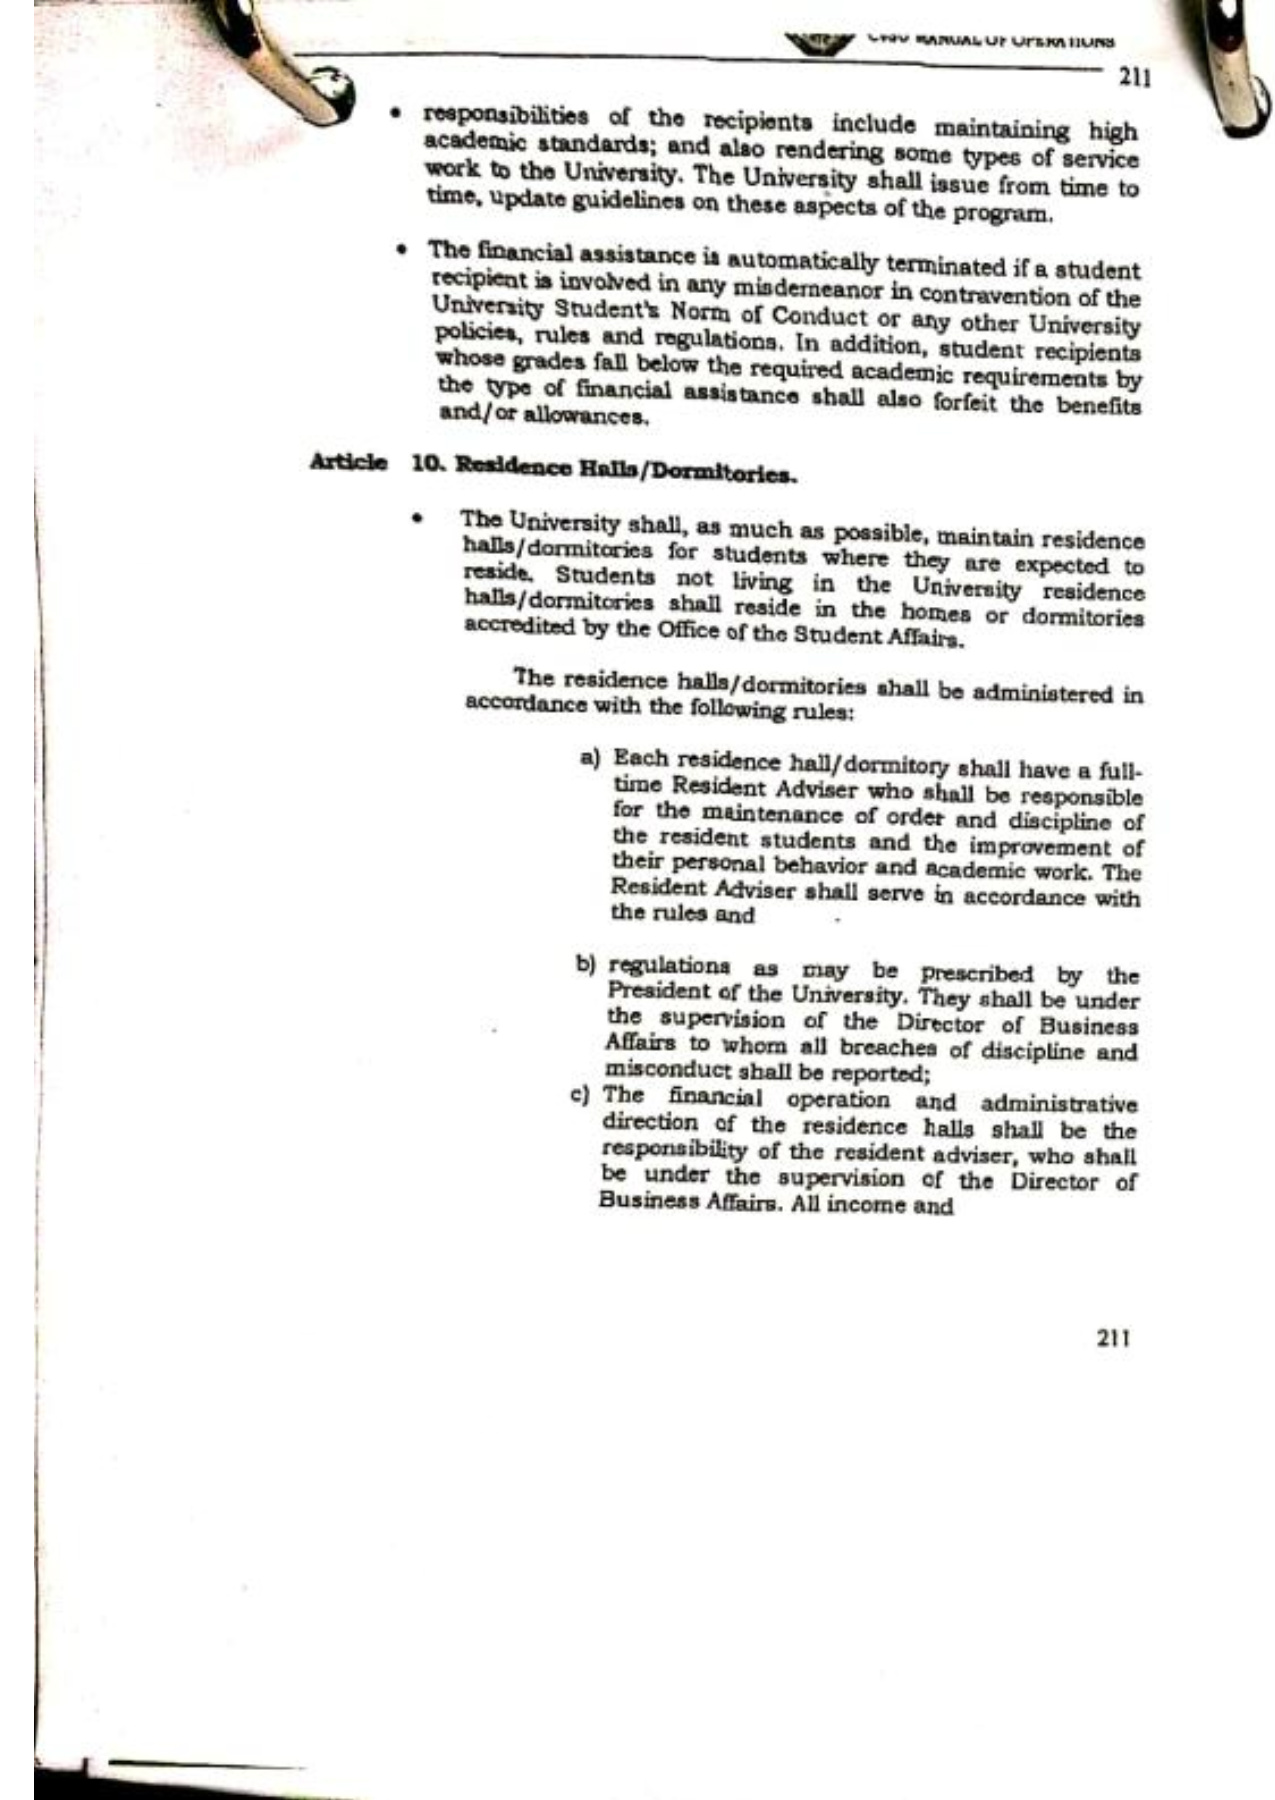 MANUAL OF OPERATIONS
211
• responsibilities of the recipients include maintaining high
academic standards; and also rendering some types of service
work to the University. The University shall issue from time to
time, update guidelines on these aspects of the program.
• The financial assistance is automatically terminated if a student
recipient is involved in any misdemeanor in contravention of the
University Student's Norm of Conduct or any other University
policies, rules and regulations. In addition, student recipients
whose grades fall below the required academic requirements by
the type of financial assistance shall also forfeit the benefits
and/or allowances.
Article 10. Residence Halls/Dormitories.
• The University shall, as much as possible, maintain residence
halls/dormitories for students where they are expected to
reside. Students not living in the University residence
halls/dormitories shall reside in the homes or dormitories
accredited by the Office of the Student Affairs.
The residence halls/dormitories shall be administered in
accordance with the following rules:
a) Each residence hall/dormitory shall have a full-
time Resident Adviser who shall be responsible
for the maintenance of order and discipline of
the resident students and the improvement of
their personal behavior and academic work. The
Resident Adviser shall serve in accordance with
the rules and
b) regulations as may be prescribed by the
President of the University. They shall be under
the supervision of the Director of Business
Affairs to whom all breaches of discipline and
misconduct shall be reported;
c) The financial operation and administrative
direction of the residence halls shall be the
responsibility of the resident adviser, who shall
be under the supervision of the Director of
Business Affairs. All income and
211